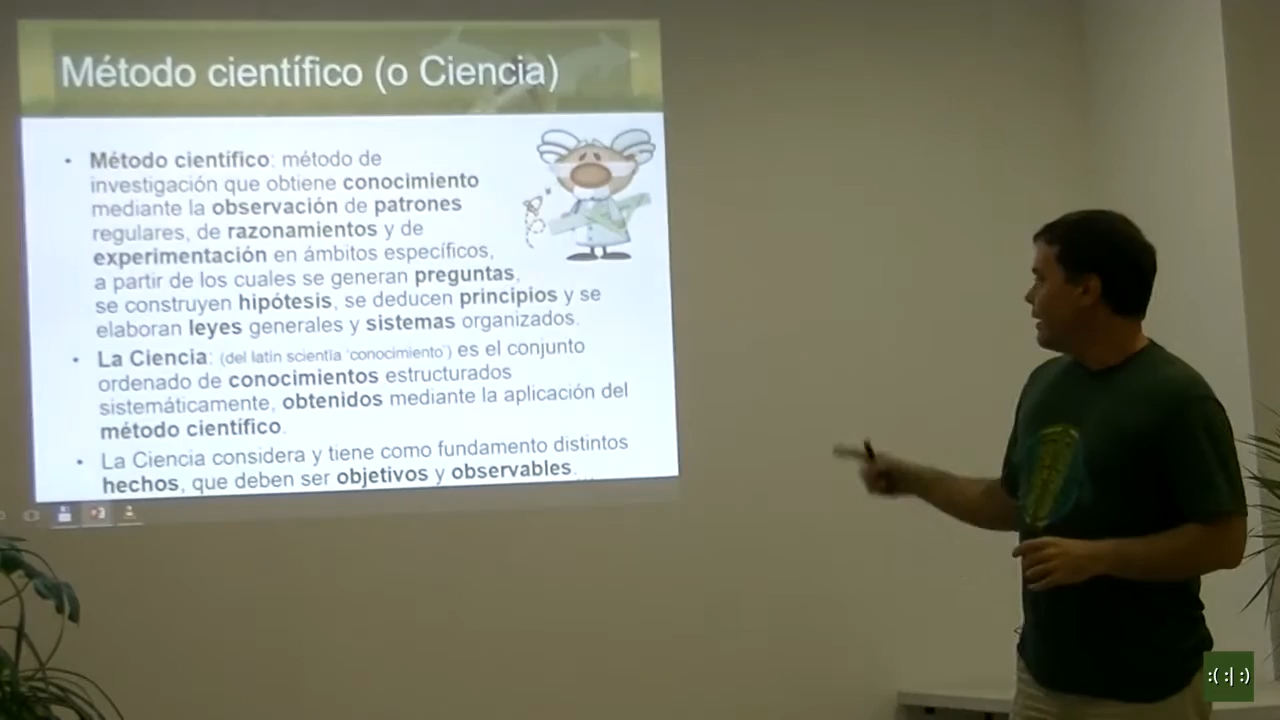 Método científico (o Ciencia)
• Método científico: método de
investigación que obtiene conocimiento
mediante la observación de patrones
regulares, de razonamientos y de
experimentación en ámbitos específicos,
a partir de los cuales se generan preguntas,
se construyen hipótesis, se deducen principios y se
elaboran leyes generales y sistemas organizados.
• La Ciencia: (del latín scientia 'conocimiento') es el conjunto
ordenado de conocimientos estructurados
sistemáticamente, obtenidos mediante la aplicación del
método científico.
• La Ciencia considera y tiene como fundamento distintos
hechos, que deben ser objetivos y observables...
:( :| :)